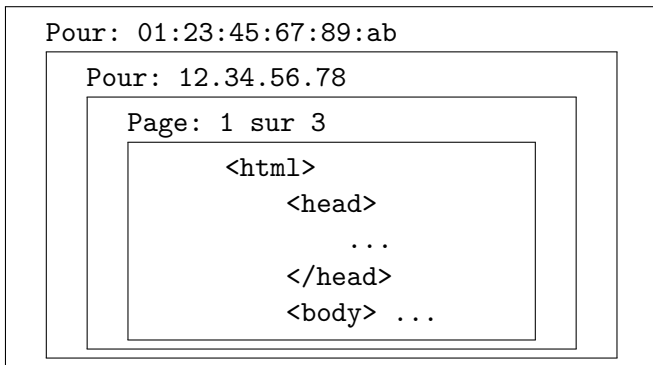 Pour: 01:23:45:67:89:ab
Pour: 12.34.56.78
Page: 1 sur 3
<html>
<head>
...
</head>
<body> ...